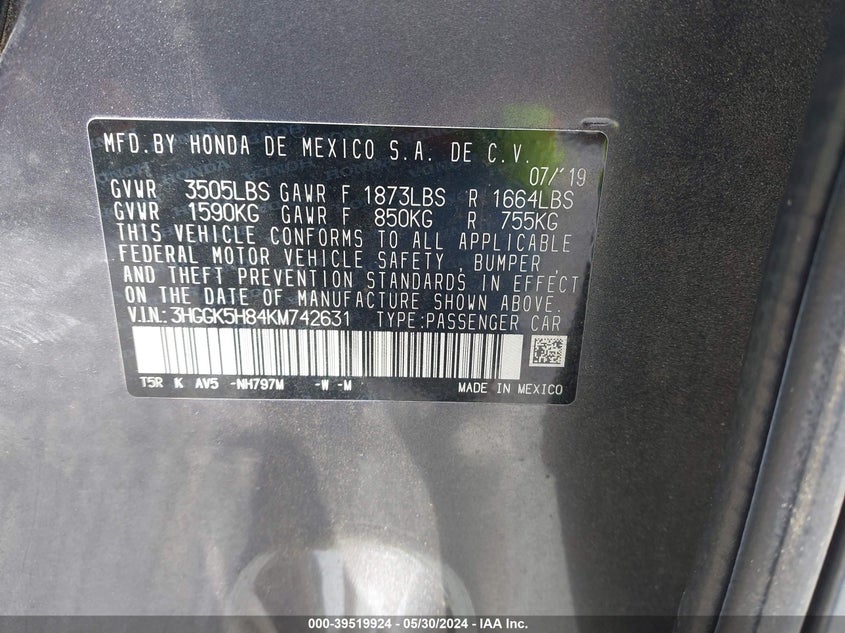 MFD.BY HONDA DE MEXICO S.A. DE C.V.
07/'19
GVWR 3505LBS GAWR F 1873LBS R 1664LBS
GVWR 1590KG GAWR F 850KG R 755KG
THIS VEHICLE CONFORMS TO ALL APPLICABLE
FEDERAL MOTOR VEHICLE SAFETY, BUMPER,
AND THEFT PREVENTION STANDARDS IN EFFECT
ON THE DATE OF MANUFACTURE SHOWN ABOVE.
V.I.N.:3HGGK5H84KM742631 TYPE:PASSENGER CAR
T5R K AV5 -NH797M -W -M
MADE IN MEXICO
000-39519924 - 05/30/2024 - IAA Inc.